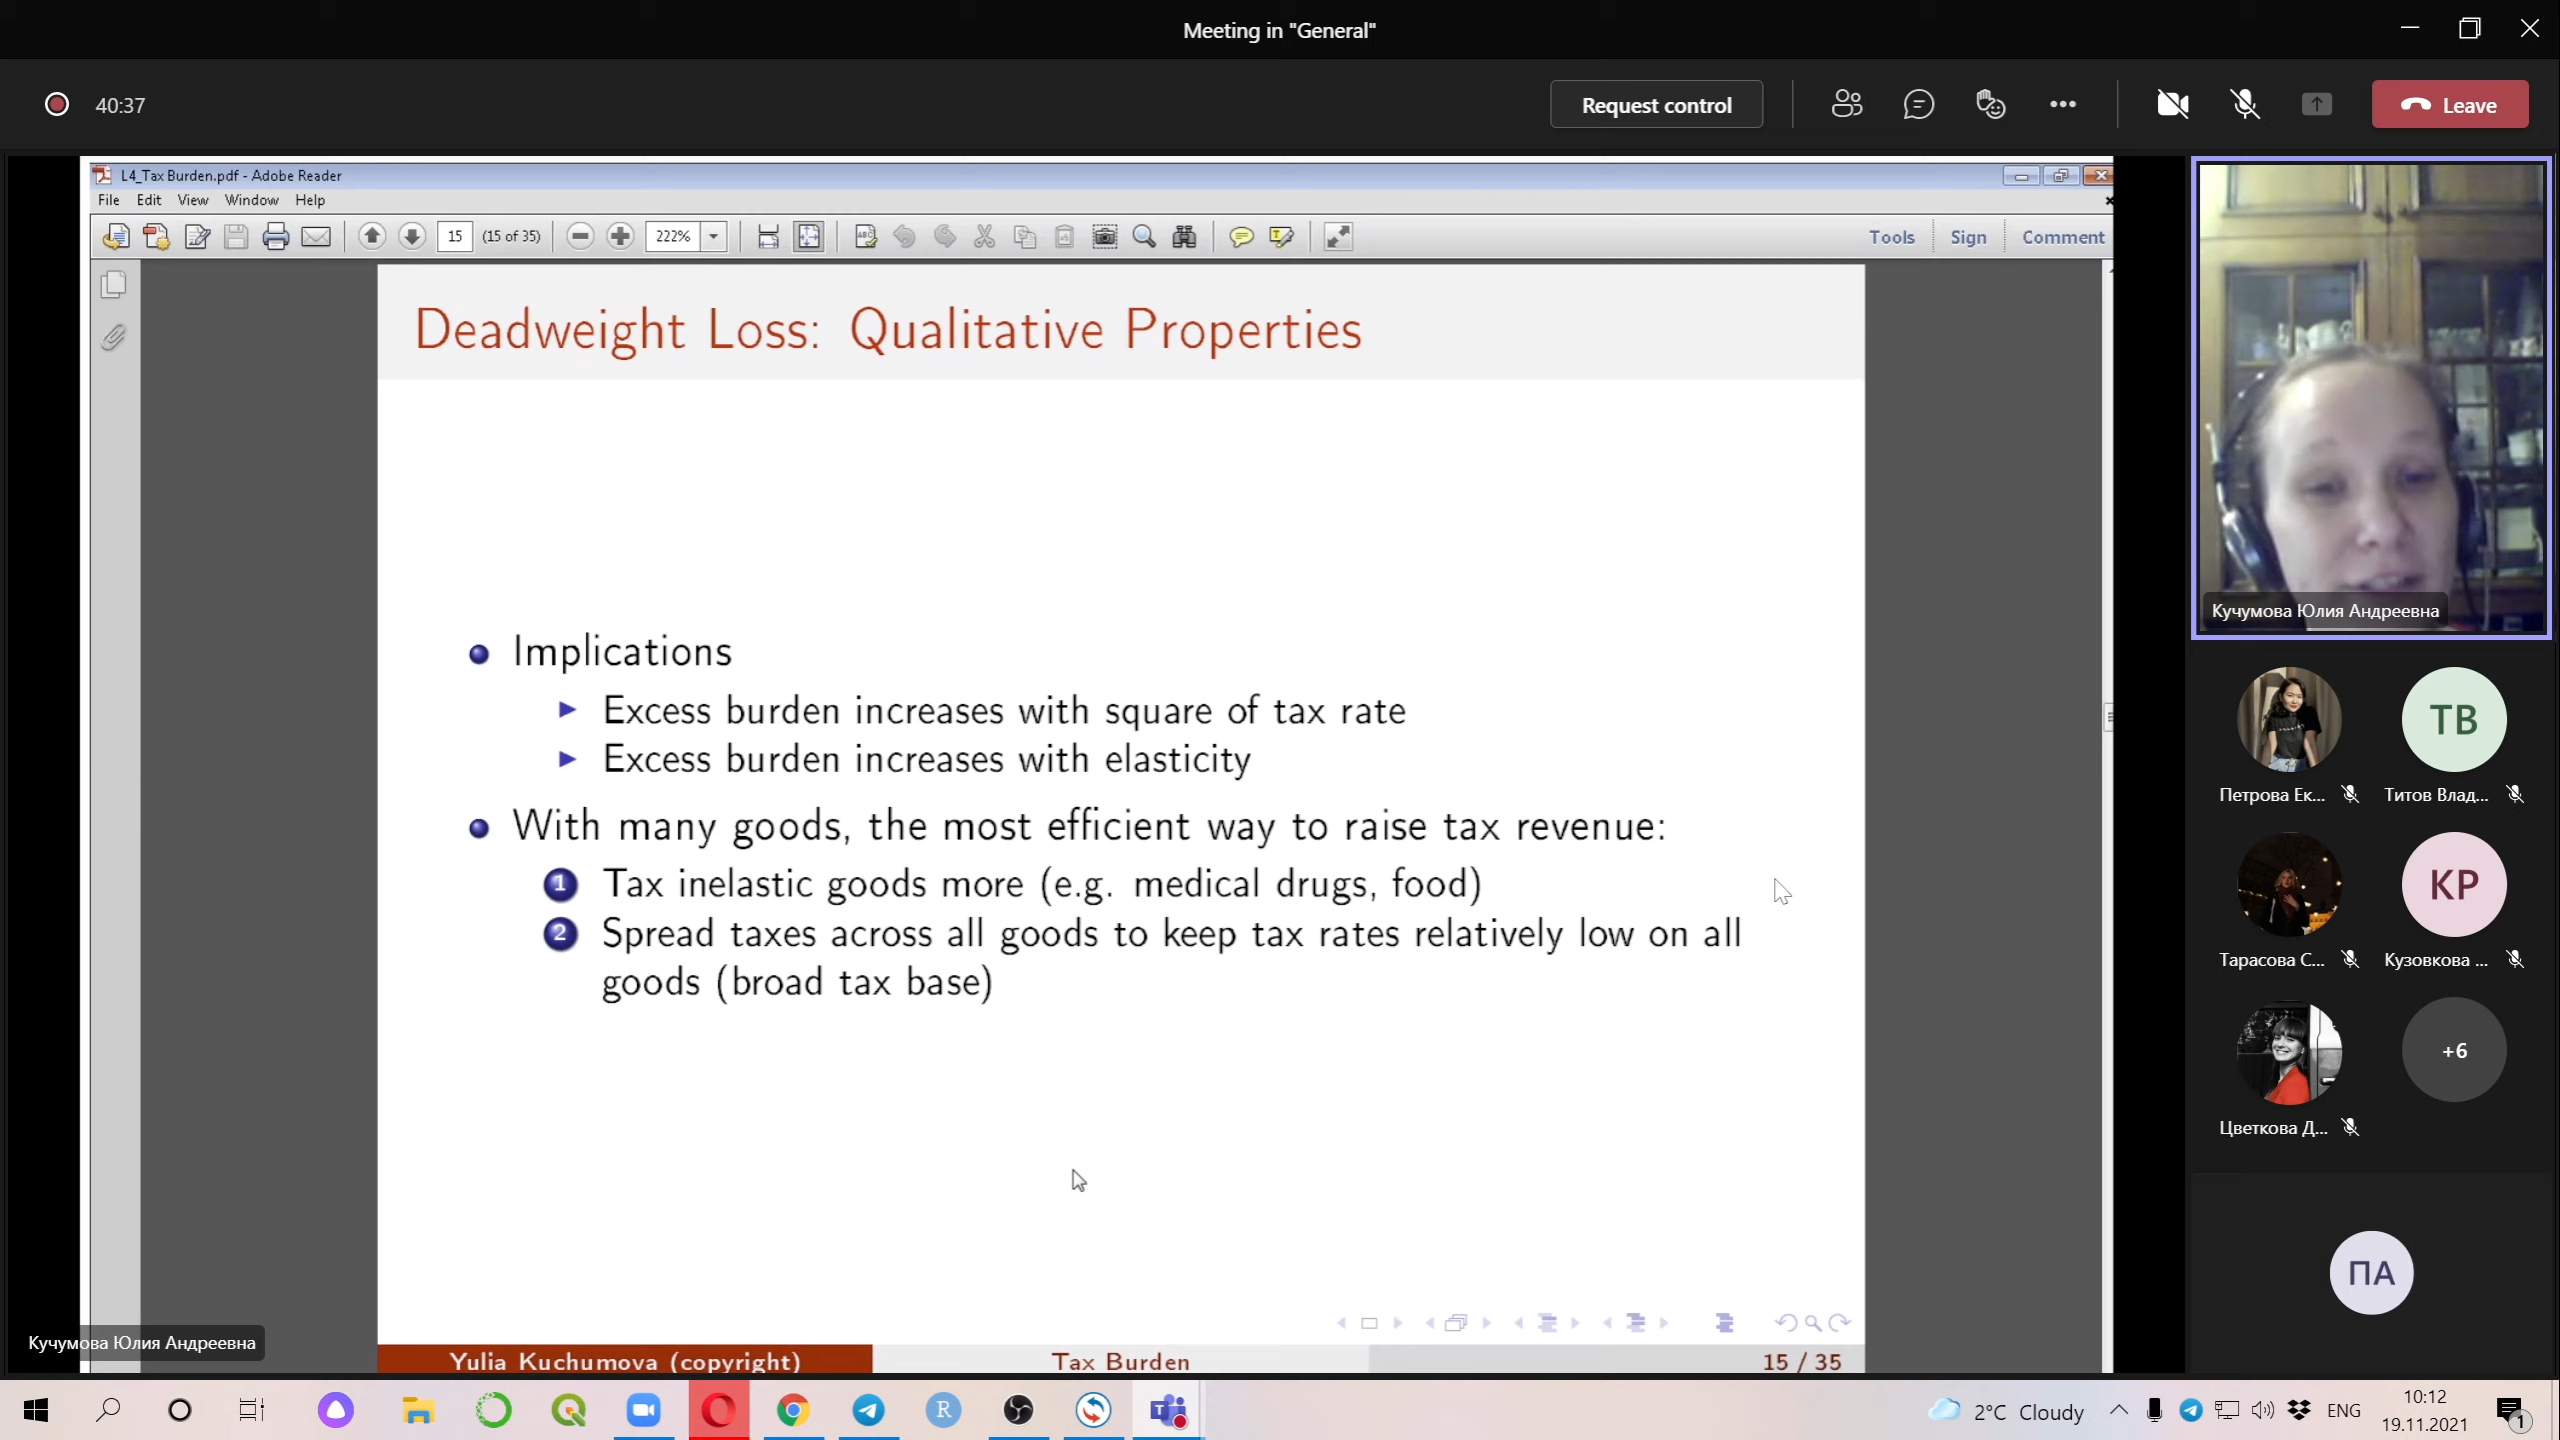 Meeting in "General"
40:37
Request control
Leave
L4_Tax Burden.pdf - Adobe Reader
File Edit View Window Help
15 (15 of 35) 222% Tools Sign Comment
Deadweight Loss: Qualitative Properties
Implications
Excess burden increases with square of tax rate
Excess burden increases with elasticity
With many goods, the most efficient way to raise tax revenue:
1 Tax inelastic goods more (e.g. medical drugs, food)
2 Spread taxes across all goods to keep tax rates relatively low on all
goods (broad tax base)
Yulia Kuchumova (copyright) Tax Burden 15 / 35
Кучумова Юлия Андреевна
Кучумова Юлия Андреевна
ТВ
Петрова Ек... Титов Влад...
КР
Тарасова С... Кузовкова ...
+6
Цветкова Д...
ПА
2°C Cloudy
ENG
10:12
19.11.2021
1